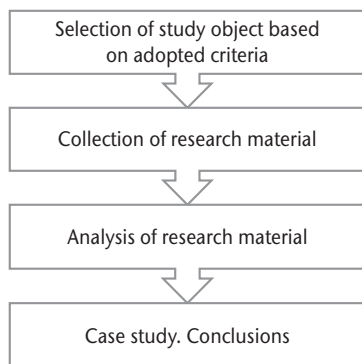 Selection of study object based
on adopted criteria
Collection of research material
Analysis of research material
Case study. Conclusions